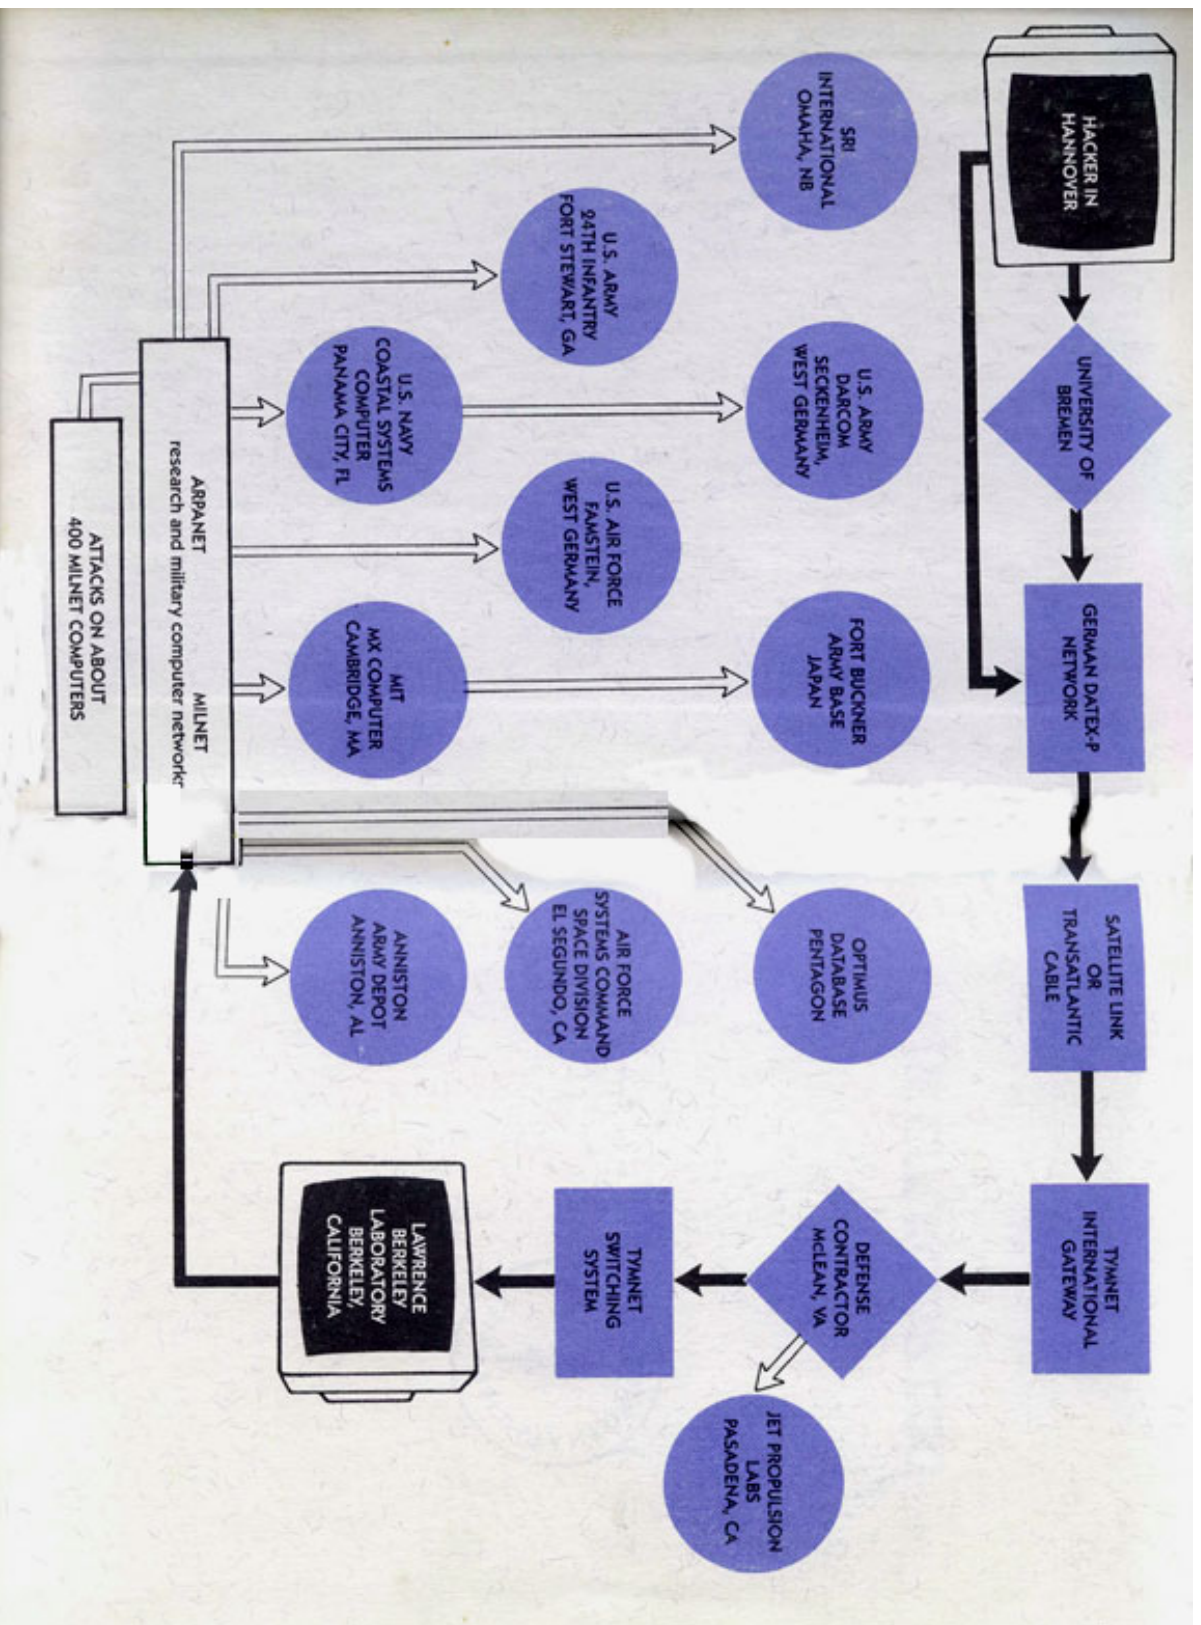 HACKER IN
HANNOVER
UNIVERSITY OF
BREMEN
GERMAN DATEX-P
NETWORK
SATELLITE LINK
OR
TRANSATLANTIC
CABLE
TYMNET
INTERNATIONAL
GATEWAY
DEFENSE
CONTRACTOR
McLEAN, VA
JET PROPULSION
LABS
PASADENA, CA
TYMNET
SWITCHING
SYSTEM
LAWRENCE
BERKELEY
LABORATORY
BERKELEY,
CALIFORNIA
SRI
INTERNATIONAL
OMAHA, NB
U.S. ARMY
DARCOM
SECKENHEIM,
WEST GERMANY
FORT BUCKNER
ARMY BASE
JAPAN
OPTIMUS
DATABASE
PENTAGON
U.S. ARMY
24TH INFANTRY
FORT STEWART, GA
U.S. AIR FORCE
FAMSTEIN,
WEST GERMANY
AIR FORCE
SYSTEMS COMMAND
SPACE DIVISION
EL SEGUNDO, CA
U.S. NAVY
COASTAL SYSTEMS
COMPUTER
PANAMA CITY, FL
MIT
MX COMPUTER
CAMBRIDGE, MA
ANNISTON
ARMY DEPOT
ANNISTON, AL
ARPANET MILNET
research and military computer networks
ATTACKS ON ABOUT
400 MILNET COMPUTERS